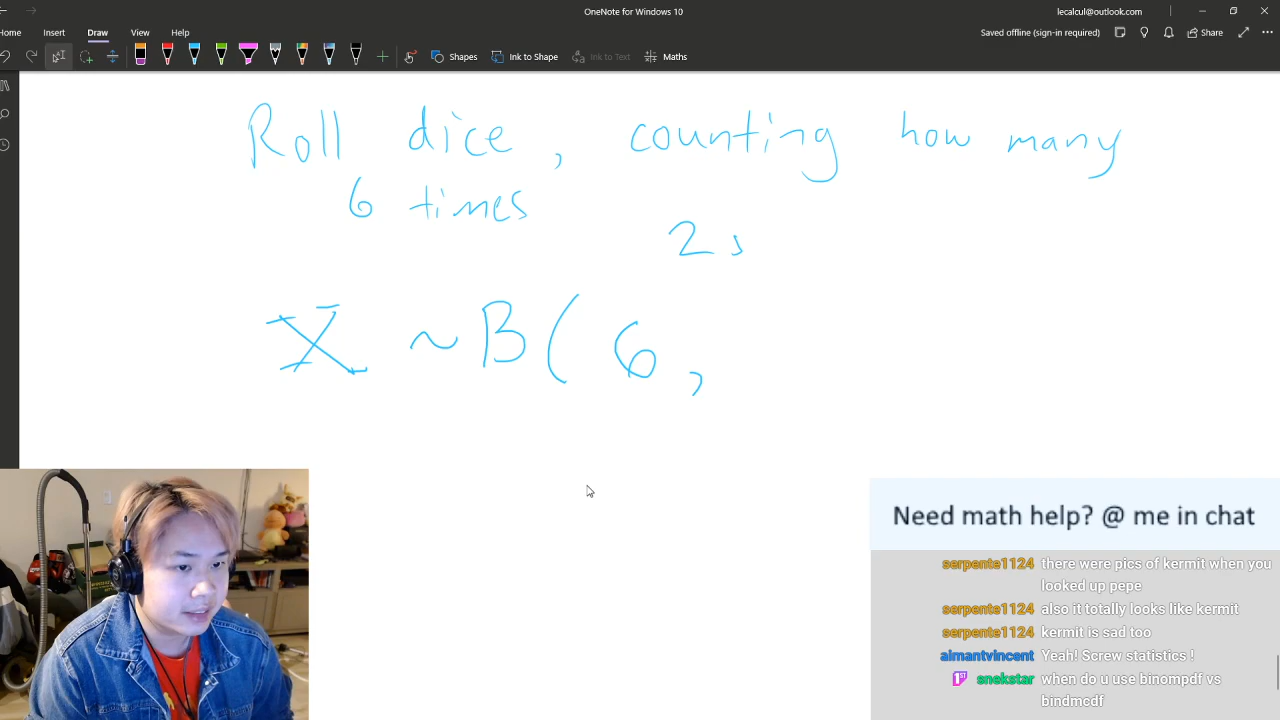 OneNote for Windows 10
lecalcul@outlook.com
Home Insert Draw View Help
Saved offline (sign-in required)
Share
Shapes Ink to Shape Ink to Text Maths
Roll dice, counting how many
6 times
2s
X ~ B( 6 ,
Need math help? @ me in chat
serpente1124 there were pics of kermit when you
looked up pepe
serpente1124 also it totally looks like kermit
serpente1124 kermit is sad too
aimantvincent Yeah! Screw statistics !
1ST snekstar when do u use binompdf vs
bindmcdf